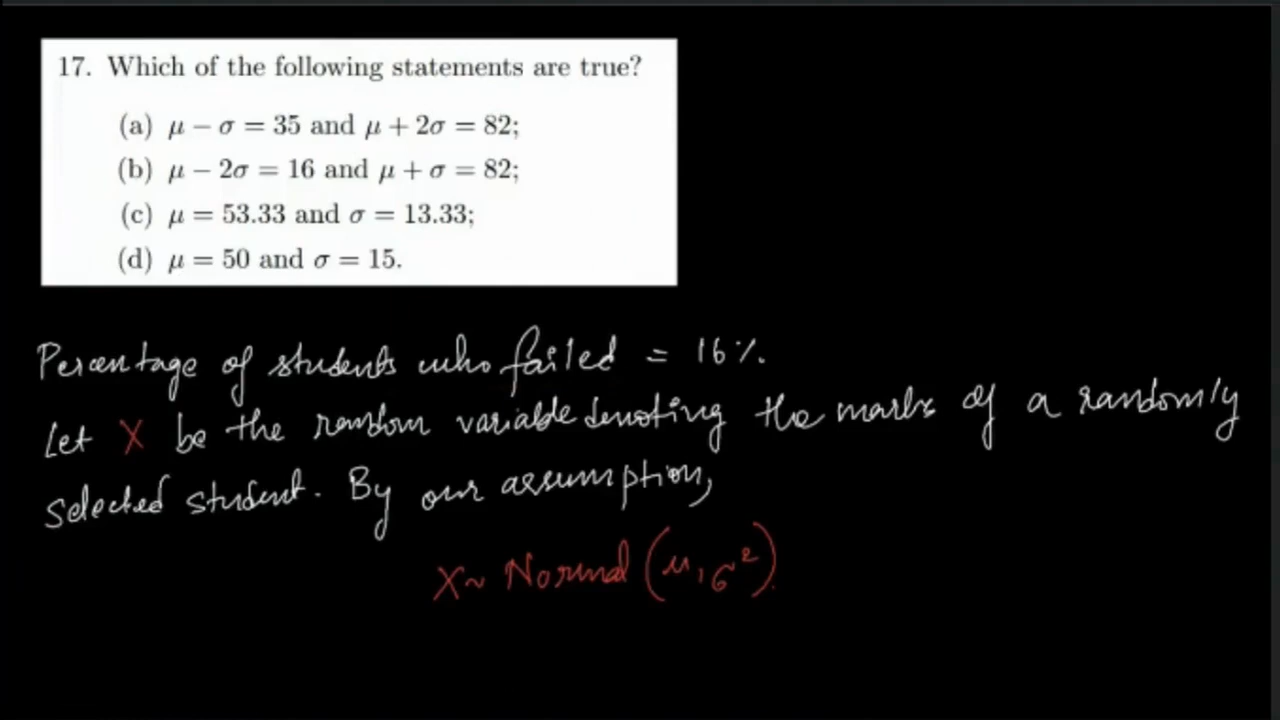 17. Which of the following statements are true?
(a) μ − σ = 35 and μ + 2σ = 82;
(b) μ − 2σ = 16 and μ + σ = 82;
(c) μ = 53.33 and σ = 13.33;
(d) μ = 50 and σ = 15.
Percentage of students who failed = 16%.
Let X be the random variable denoting the marks of a randomly
selected student. By our assumption,
X ~ Normal (μ, σ²).